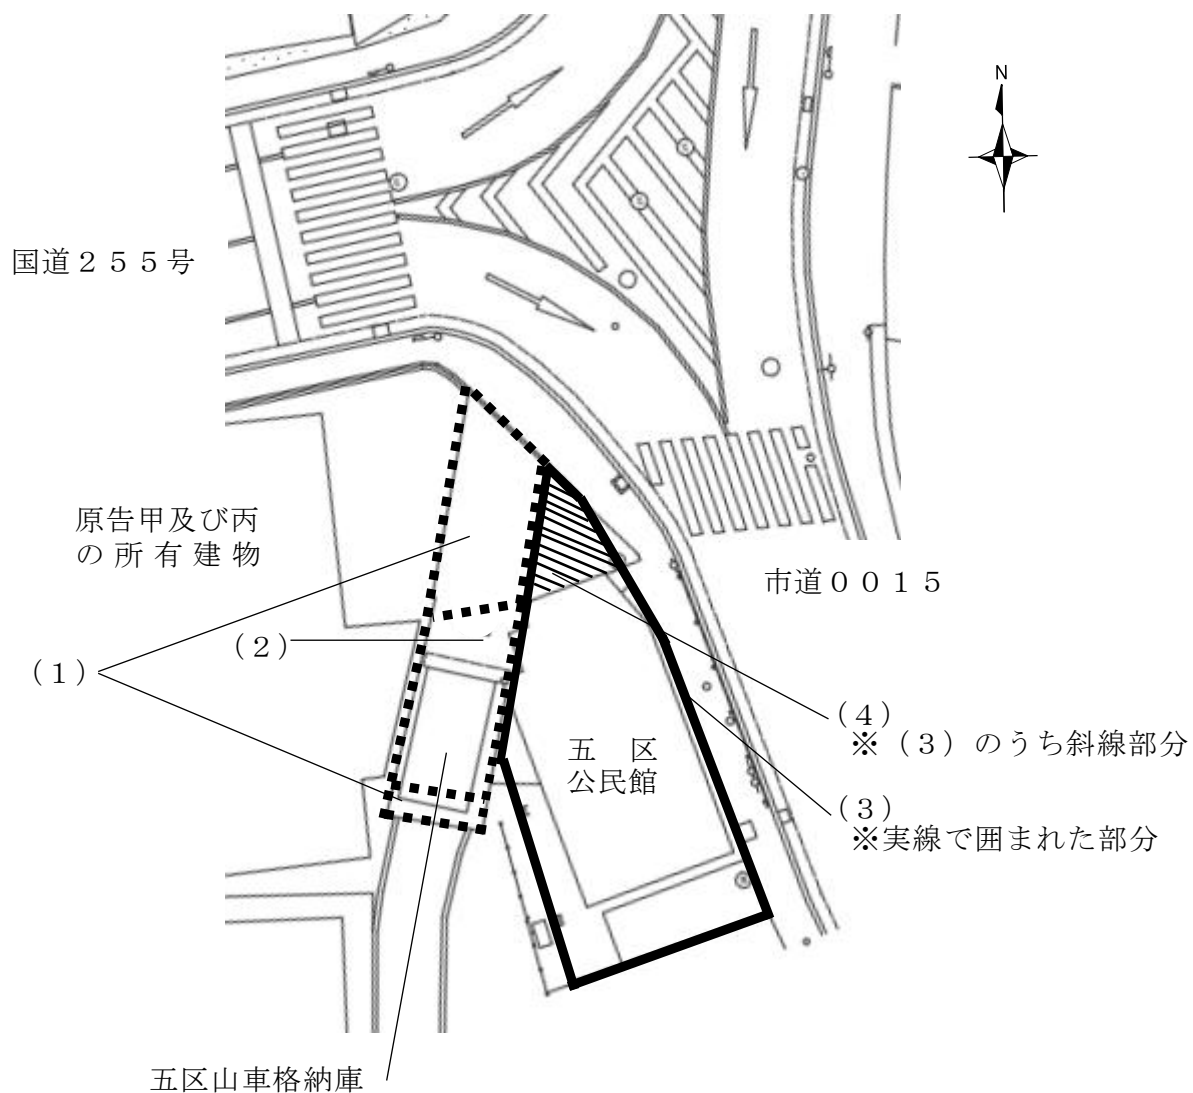 N
国道２５５号
原告甲及び丙
の所有建物
市道００１５
（２）
（１）
（４）
※（３）のうち斜線部分
五　区
公民館
（３）
※実線で囲まれた部分
五区山車格納庫